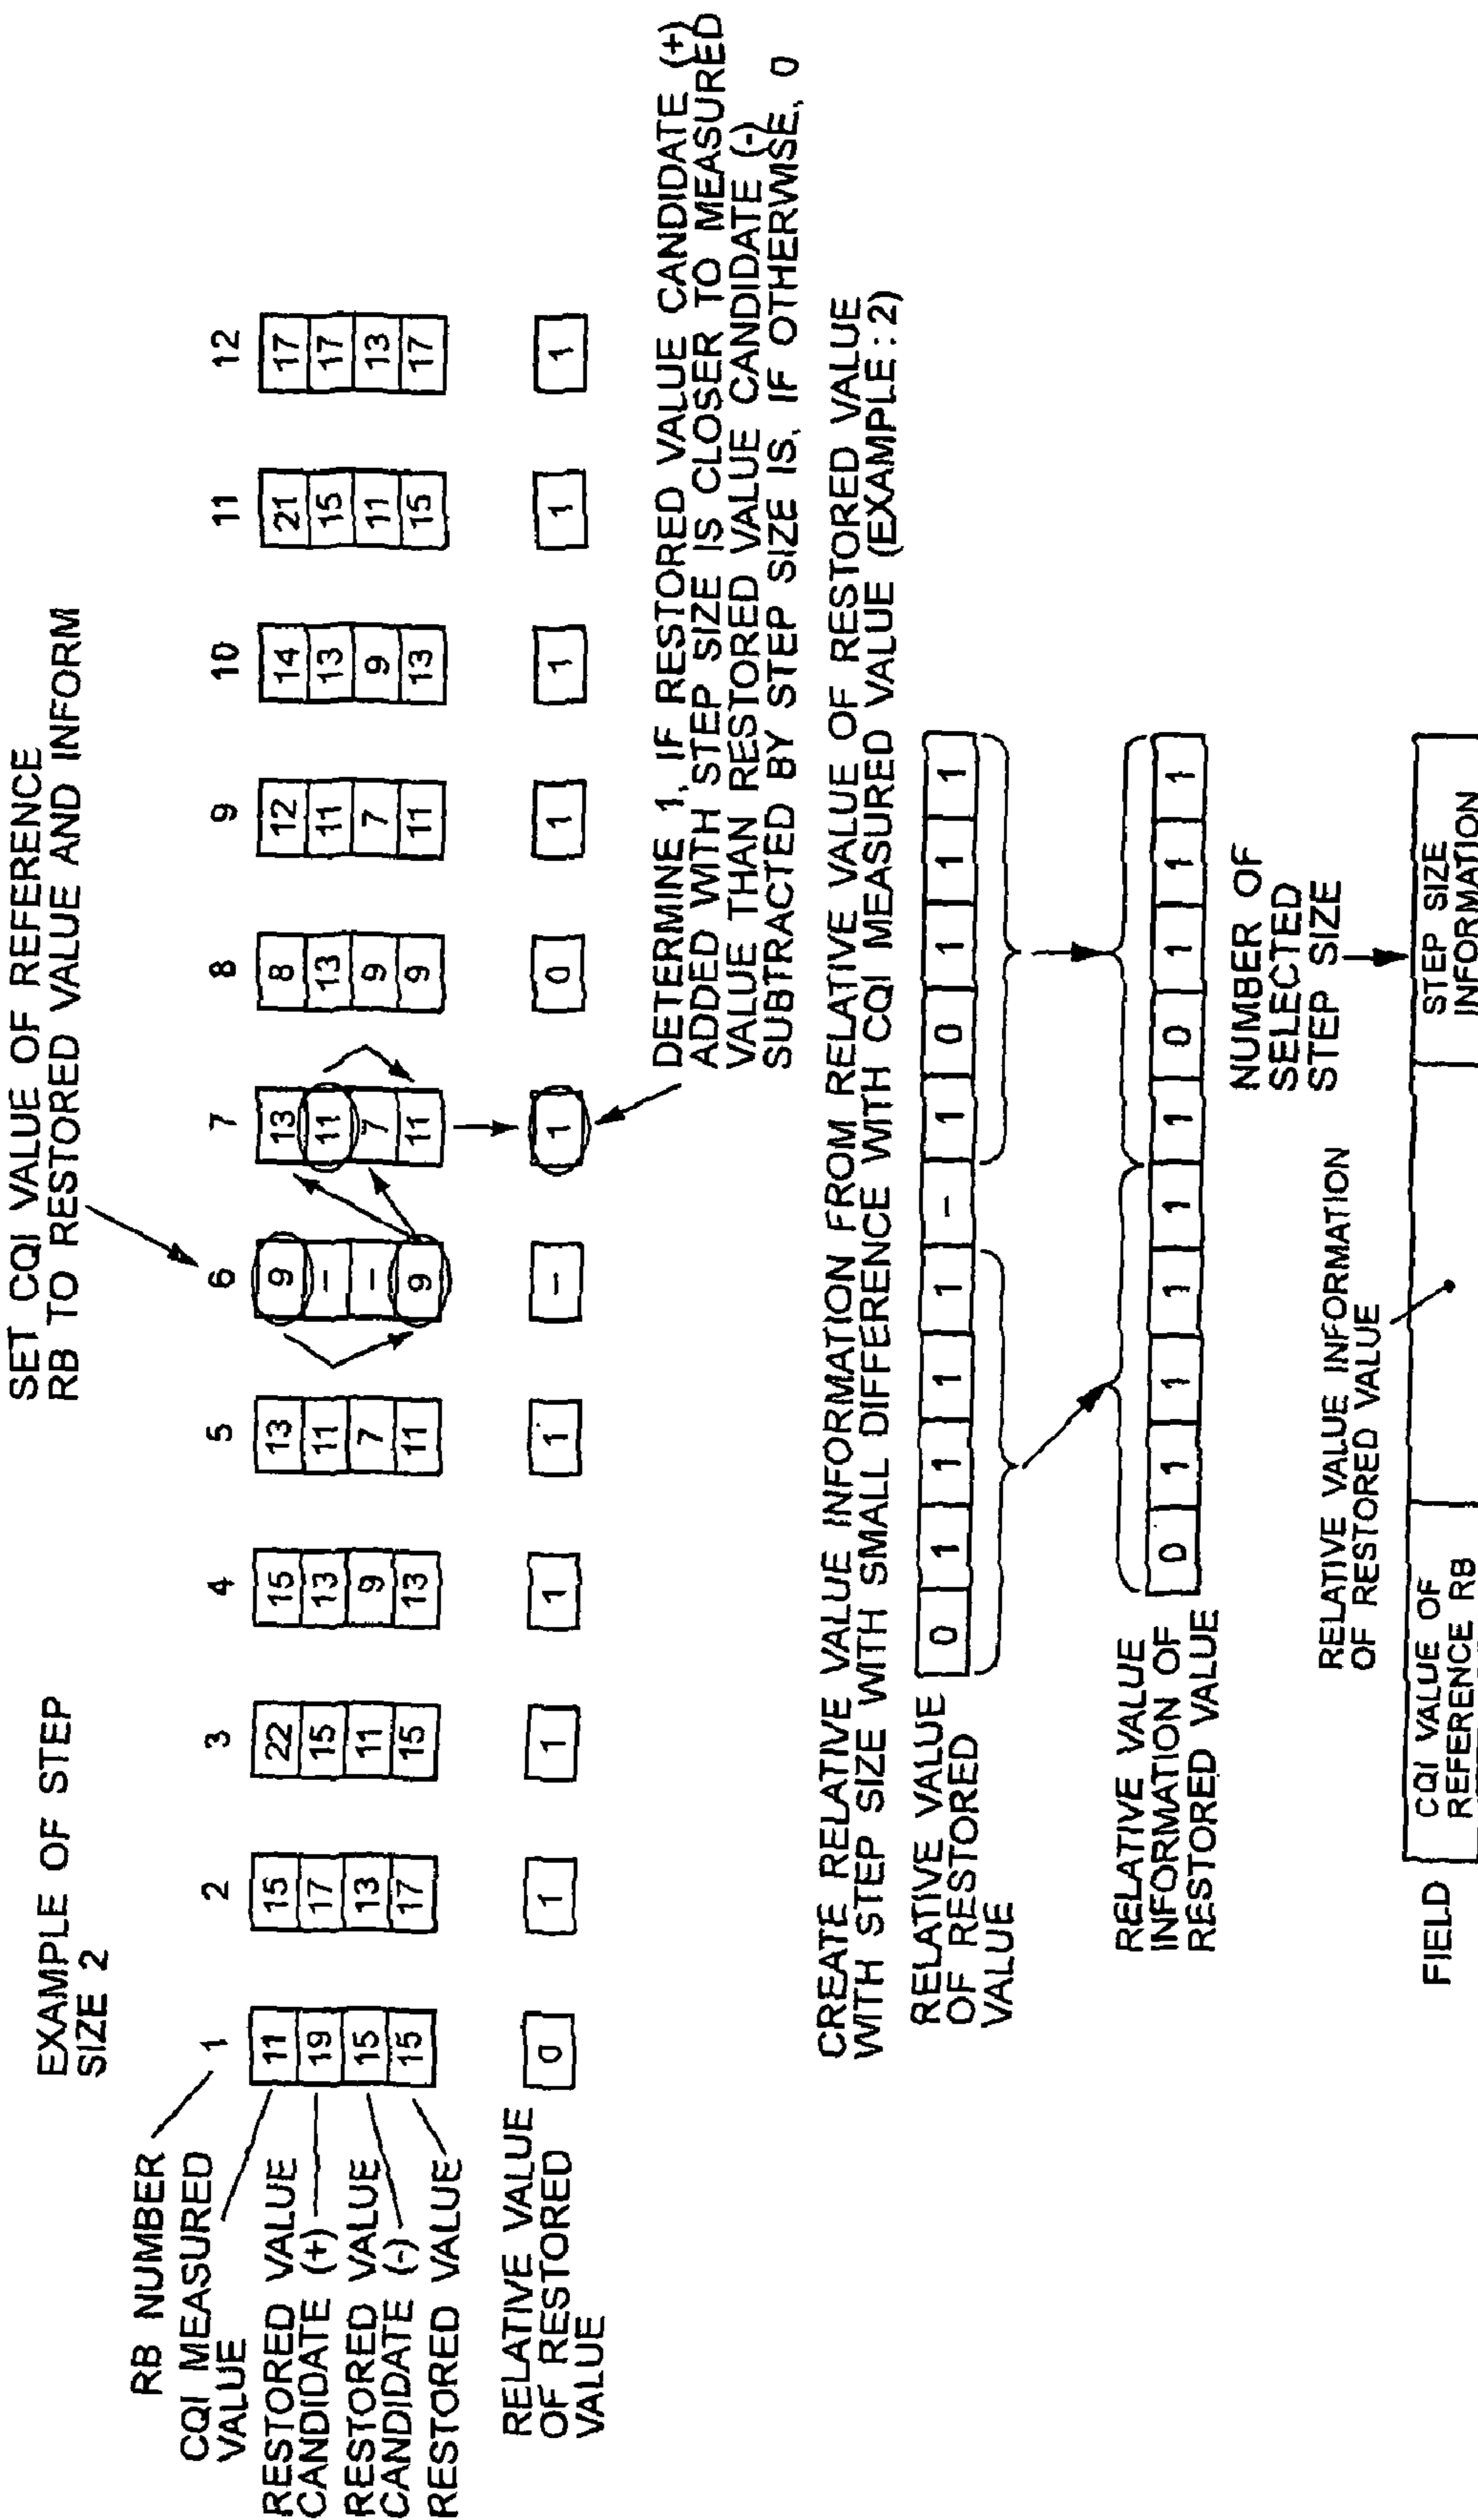 EXAMPLE OF STEP
SIZE 2
SET CQI VALUE OF REFERENCE
RB TO RESTORED VALUE AND INFORM
RB NUMBER
1 2 3 4 5 6 7 8 9 10 11 12
CQI MEASURED
VALUE
11 15 22 15 13 9 13 8 12 14 21 17
RESTORED VALUE
CANDIDATE (+)
19 17 15 13 11 – 11 13 11 13 15 17
RESTORED VALUE
CANDIDATE (-)
15 13 11 9 7 – 7 9 7 9 11 13
RESTORED VALUE
15 17 15 13 11 9 11 9 11 13 15 17
RELATIVE VALUE
OF RESTORED
VALUE
0 1 1 1 1 – 1 0 1 1 1 1
DETERMINE 1, IF RESTORED VALUE CANDIDATE (+)
ADDED WITH STEP SIZE IS CLOSER TO MEASURED
VALUE THAN RESTORED VALUE CANDIDATE (-)
SUBTRACTED BY STEP SIZE IS, IF OTHERWISE, 0
CREATE RELATIVE VALUE INFORMATION FROM RELATIVE VALUE OF RESTORED VALUE
WITH STEP SIZE WITH SMALL DIFFERENCE WITH CQI MEASURED VALUE (EXAMPLE : 2)
RELATIVE VALUE
OF RESTORED
VALUE
0 1 1 1 1 – 1 0 1 1 1
RELATIVE VALUE
INFORMATION OF
RESTORED VALUE
0 1 1 1 1 1 0 1 1 1
NUMBER OF
SELECTED
STEP SIZE
RELATIVE VALUE INFORMATION
OF RESTORED VALUE
FIELD
CQI VALUE OF
REFERENCE RB
STEP SIZE
INFORMATION